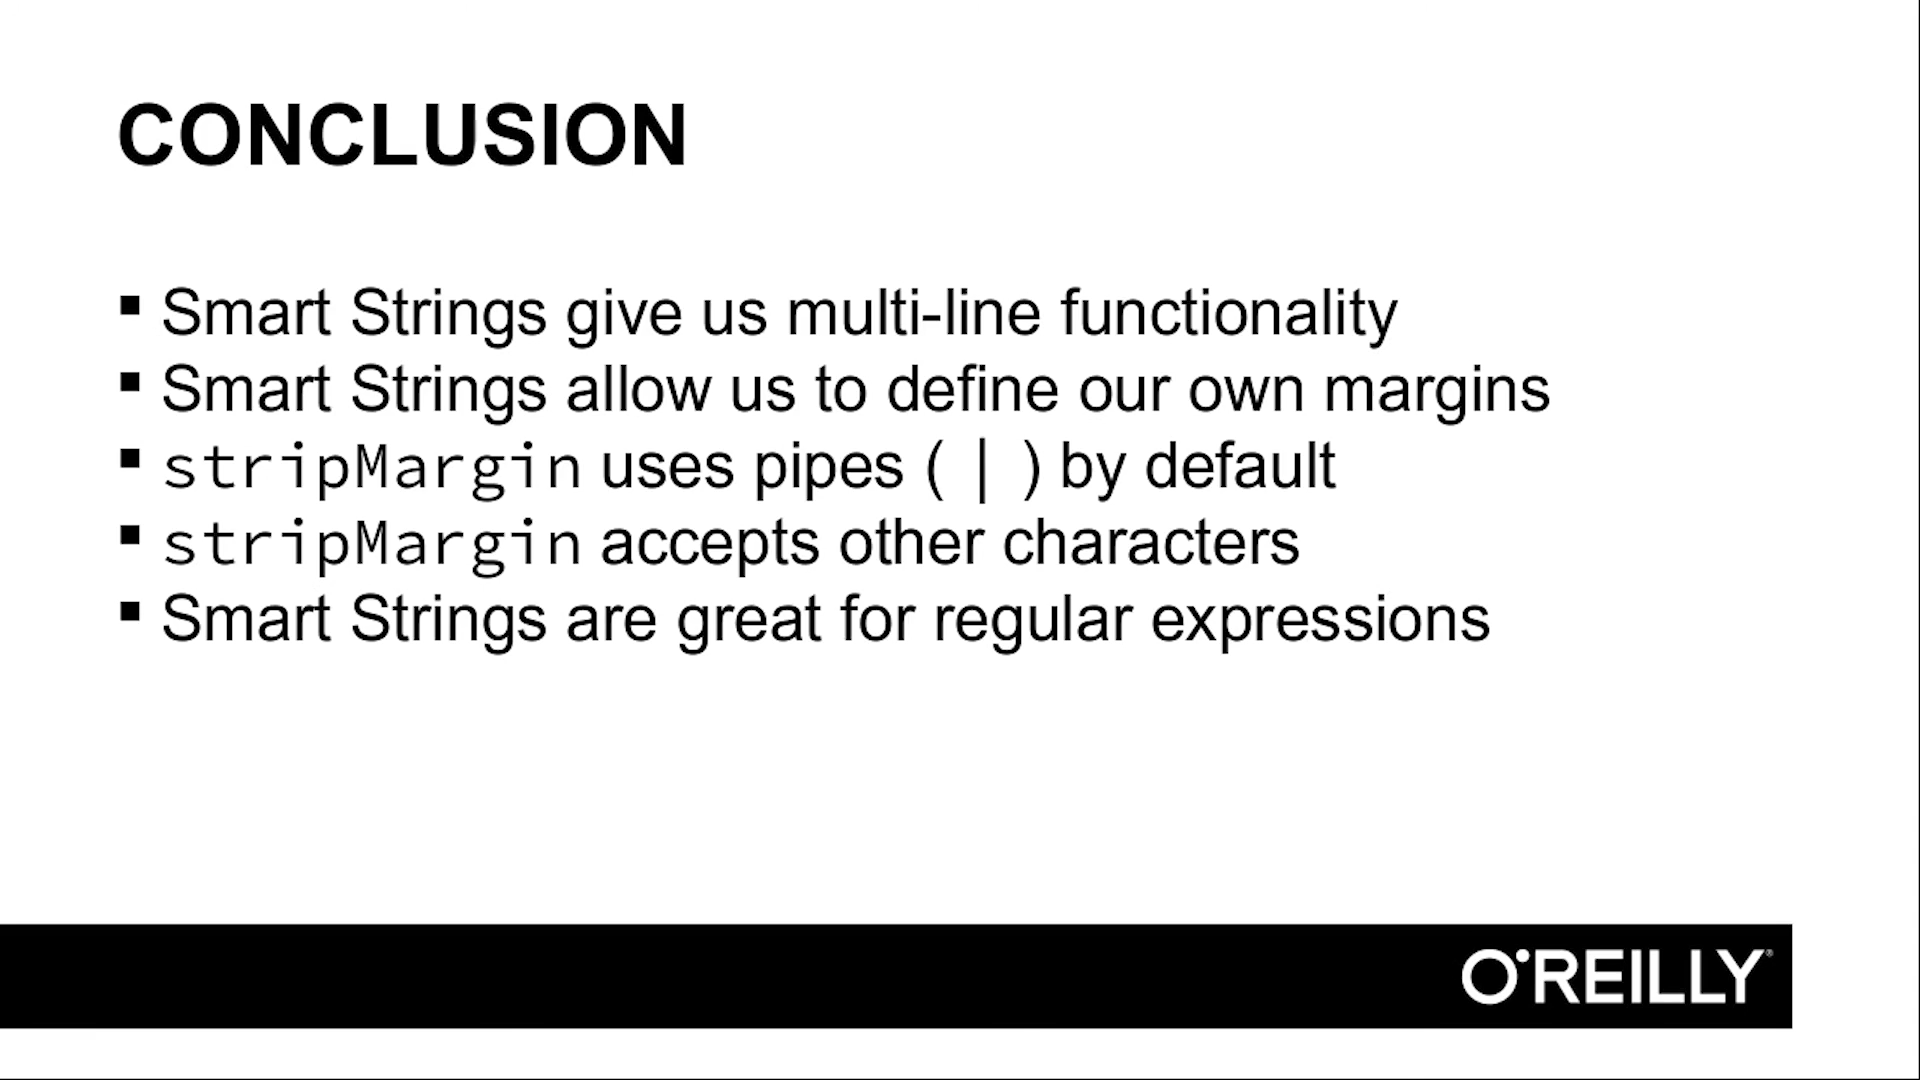 CONCLUSION
▪ Smart Strings give us multi-line functionality
▪ Smart Strings allow us to define our own margins
▪ stripMargin uses pipes ( | ) by default
▪ stripMargin accepts other characters
▪ Smart Strings are great for regular expressions
O'REILLY®